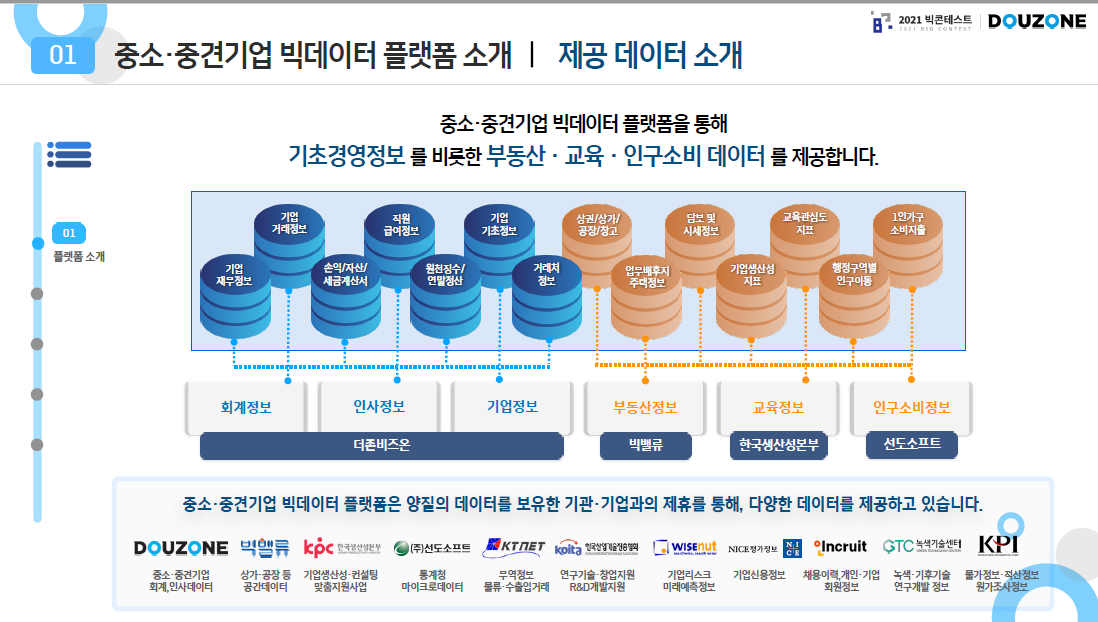 2021 빅콘테스트
2021 BIG CONTEST
DOUZONE
01
중소·중견기업 빅데이터 플랫폼 소개 | 제공 데이터 소개
01
플랫폼 소개
중소·중견기업 빅데이터 플랫폼을 통해
기초경영정보 를 비롯한 부동산 · 교육 · 인구소비 데이터 를 제공합니다.
기업
거래정보
직원
급여정보
기업
기초정보
상권/상가/
공장/창고
담보 및
시세정보
교육관심도
지표
1인가구
소비지출
기업
재무정보
손익/자산/
세금계산서
원천징수/
연말정산
거래처
정보
업무배후지
주택정보
기업생산성
지표
행정구역별
인구이동
회계정보
인사정보
기업정보
부동산정보
교육정보
인구소비정보
더존비즈온
빅밸류
한국생산성본부
선도소프트
중소·중견기업 빅데이터 플랫폼은 양질의 데이터를 보유한 기관·기업과의 제휴를 통해, 다양한 데이터를 제공하고 있습니다.
DOUZONE
빅밸류
kpc 한국생산성본부
(주)선도소프트
KTNET
koita 한국산업기술진흥협회
WISEnut
NICE평가정보 NICE
Incruit
GTC 녹색기술센터
KPI
중소·중견기업
회계,인사데이터
상가·공장 등
공간데이터
기업생산성·컨설팅
맞춤지원사업
통계청
마이크로데이터
무역정보
물류·수출입거래
연구기술·창업지원
R&D개발지원
기업리스크
미래예측정보
기업신용정보
채용이력,개인·기업
회원정보
녹색·기후기술
연구개발 정보
물가정보·적산정보
원가조사정보